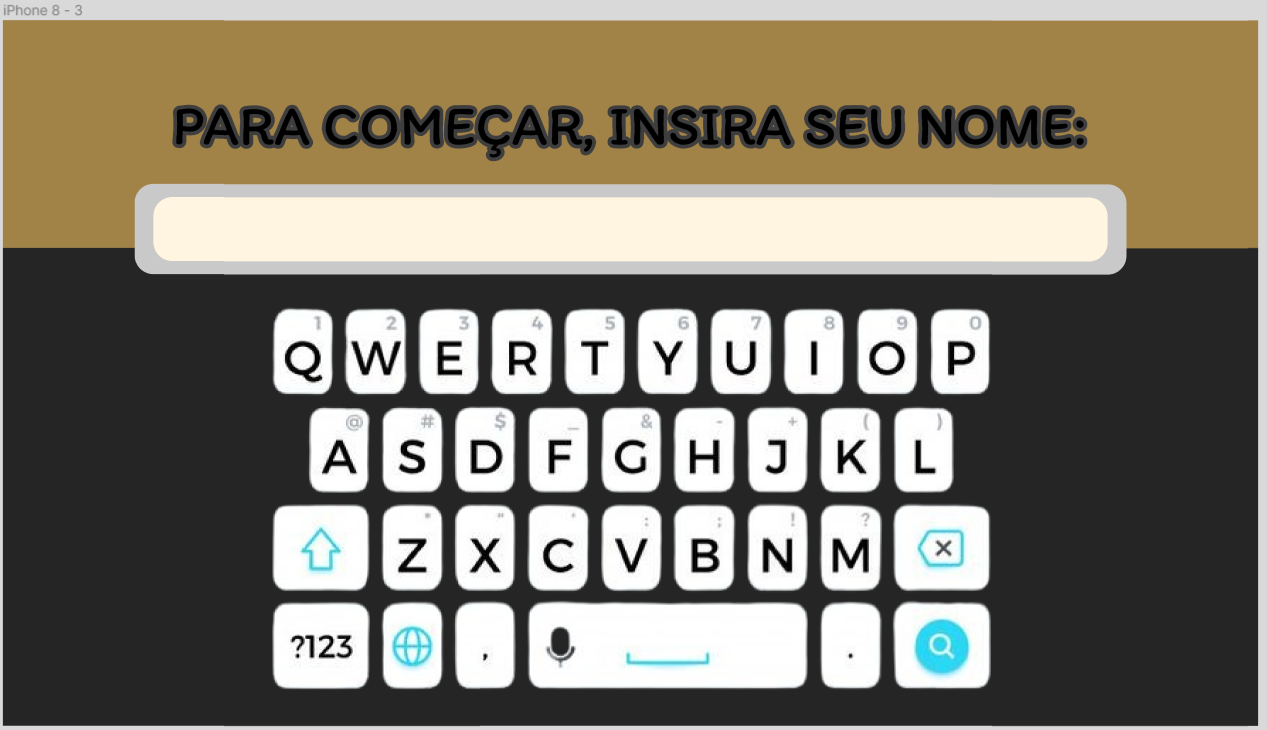 iPhone 8 - 3
PARA COMEÇAR, INSIRA SEU NOME:
1 2 3 4 5 6 7 8 9 0
Q W E R T Y U I O P
@ # $ _ & - + ( )
A S D F G H J K L
* " ' : ; ! ?
Z X C V B N M
?123 , .